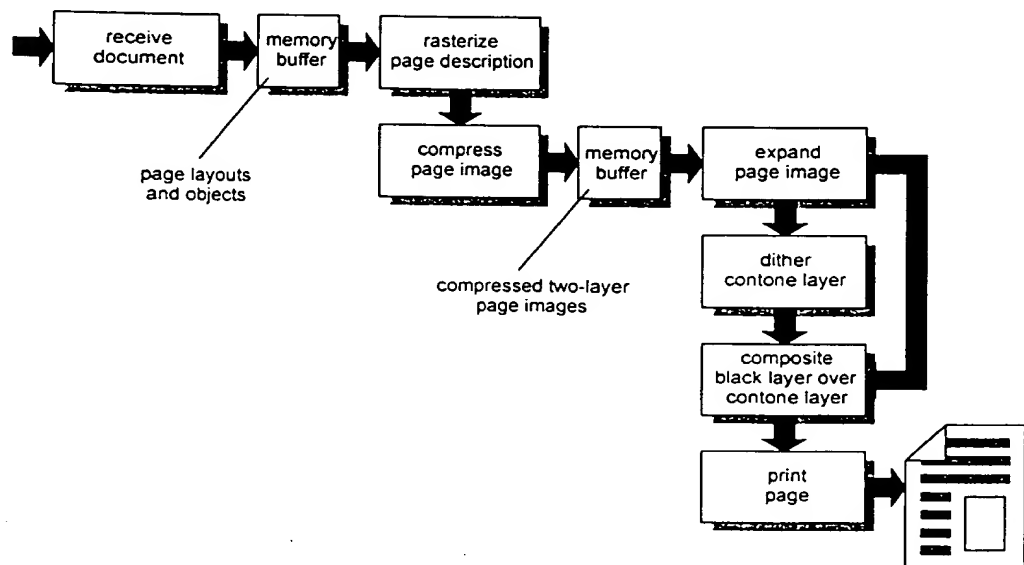 receive
document
memory
buffer
rasterize
page description
page layouts
and objects
compress
page image
memory
buffer
expand
page image
compressed two-layer
page images
dither
contone layer
composite
black layer over
contone layer
print
page